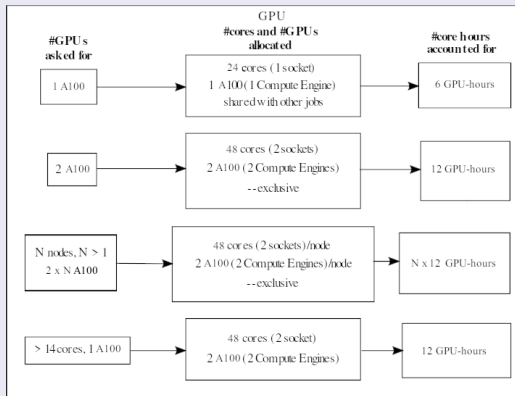 GPU
#GPUs
asked for
#cores and #GPUs
allocated
#core hours
accounted for
1 A100
24 cores (1 socket)
1 A100 (1 Compute Engine)
shared with other jobs
6 GPU-hours
2 A100
48 cores (2 sockets)
2 A100 (2 Compute Engines)
--exclusive
12 GPU-hours
N nodes, N > 1
2 x N A100
48 cores (2 sockets)/node
2 A100 (2 Compute Engines)/node
--exclusive
N x 12 GPU-hours
> 14 cores, 1 A100
48 cores (2 socket)
2 A100 (2 Compute Engines)
12 GPU-hours